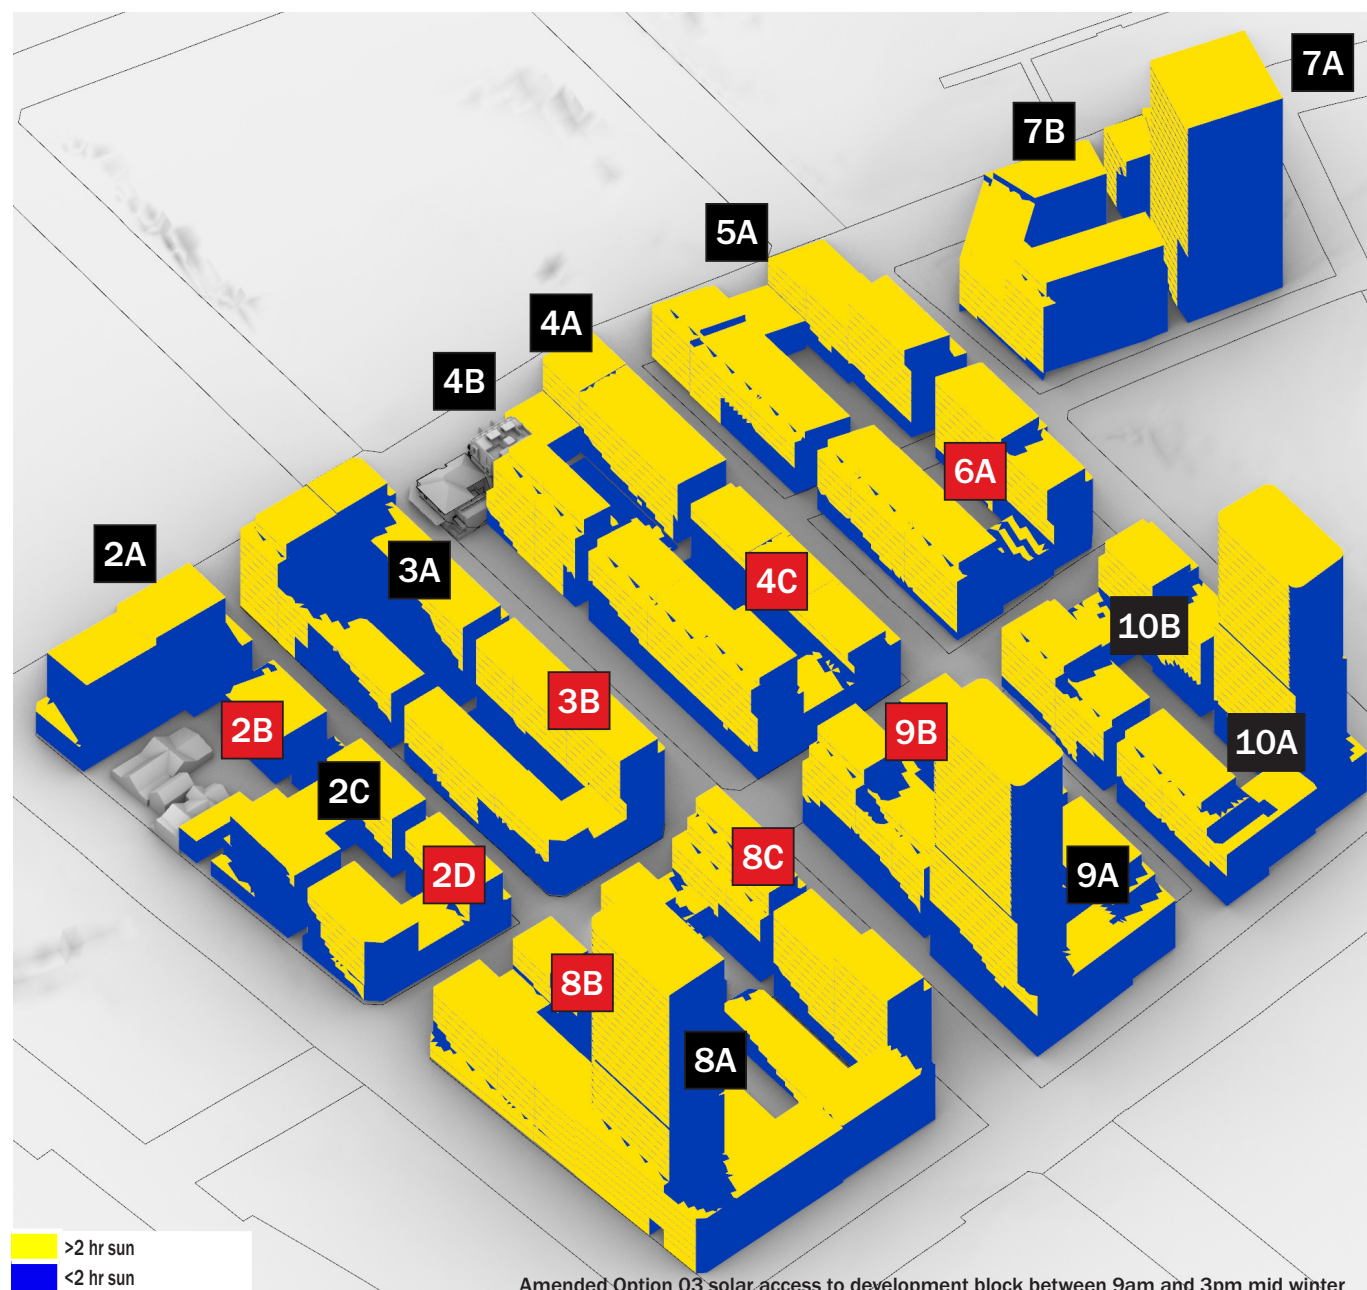 7A
7B
5A
4A
4B
6A
2A
3A
4C
10B
3B
2B
9B
10A
2C
8C
2D
9A
8B
8A
>2 hr sun
<2 hr sun
Amended Option 03 solar access to development block between 9am and 3pm mid winter